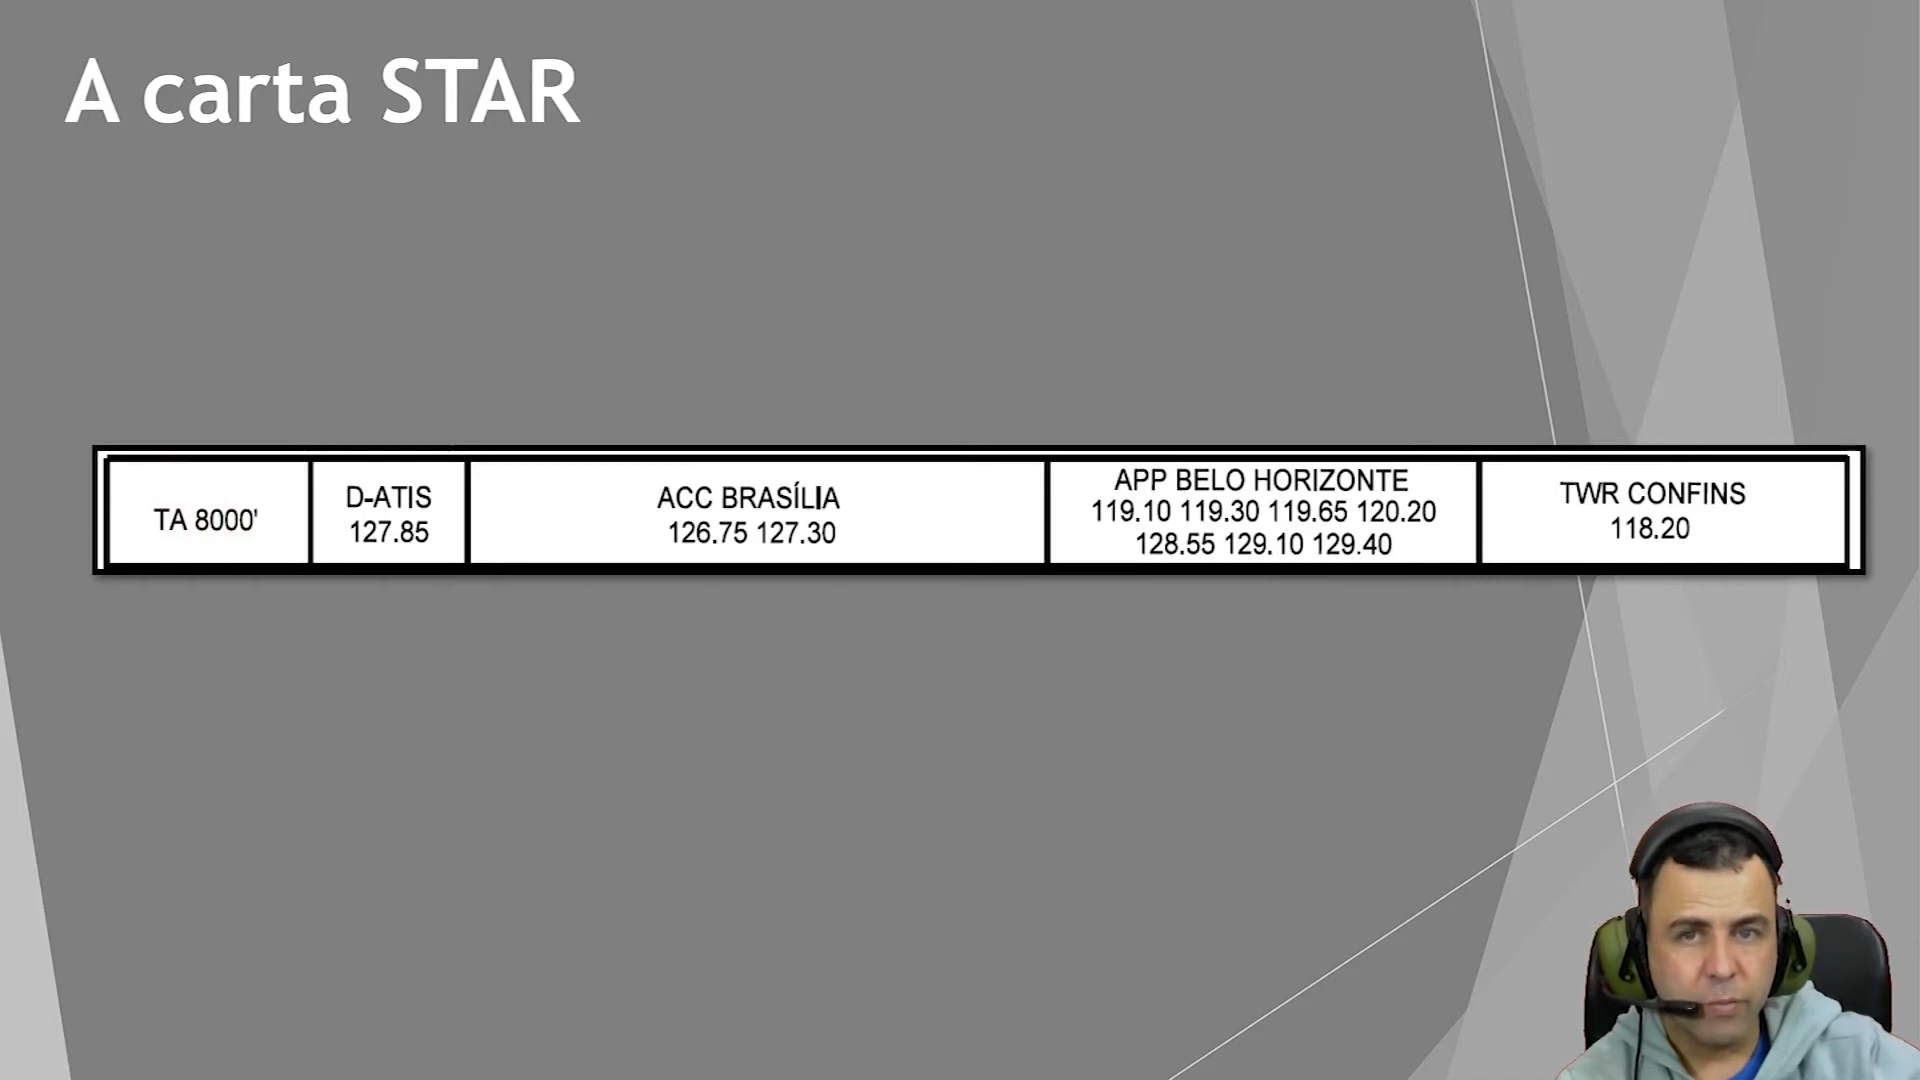 A carta STAR
TA 8000'
D-ATIS
127.85
ACC BRASÍLIA
126.75 127.30
APP BELO HORIZONTE
119.10 119.30 119.65 120.20
128.55 129.10 129.40
TWR CONFINS
118.20